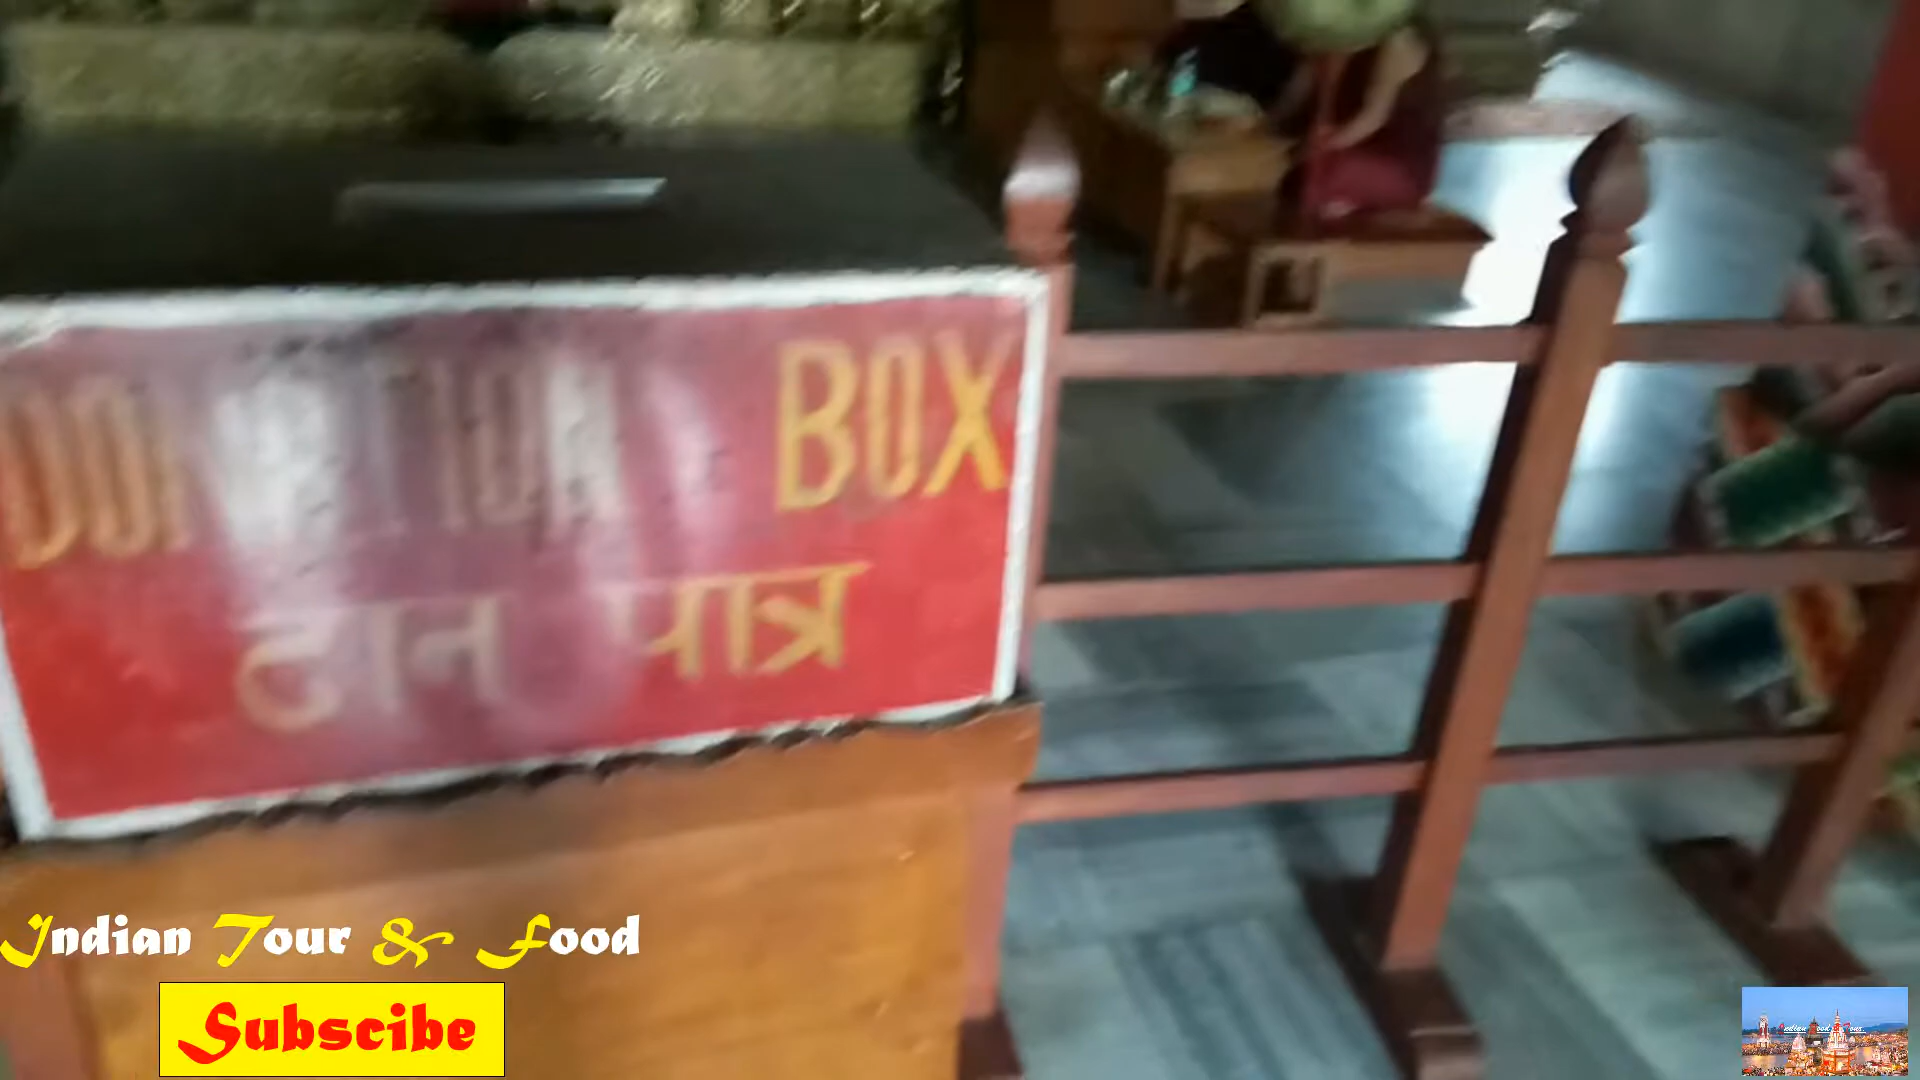 DONATION BOX
दान पात्र
Indian Tour & Food
Subscibe